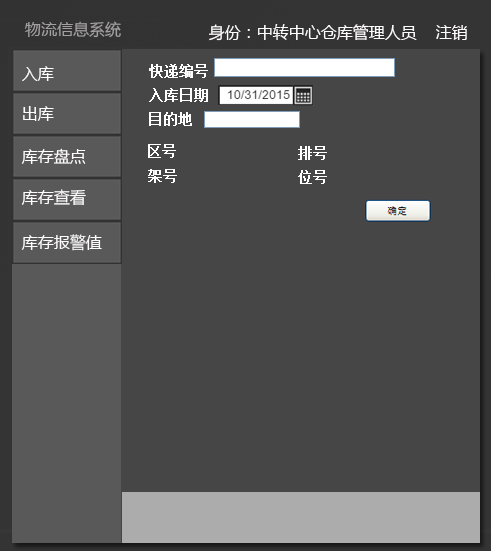 物流信息系统
身份：中转中心仓库管理人员 注销
入库
出库
库存盘点
库存查看
库存报警值
快递编号
入库日期 10/31/2015
目的地
区号 排号
架号 位号
确定